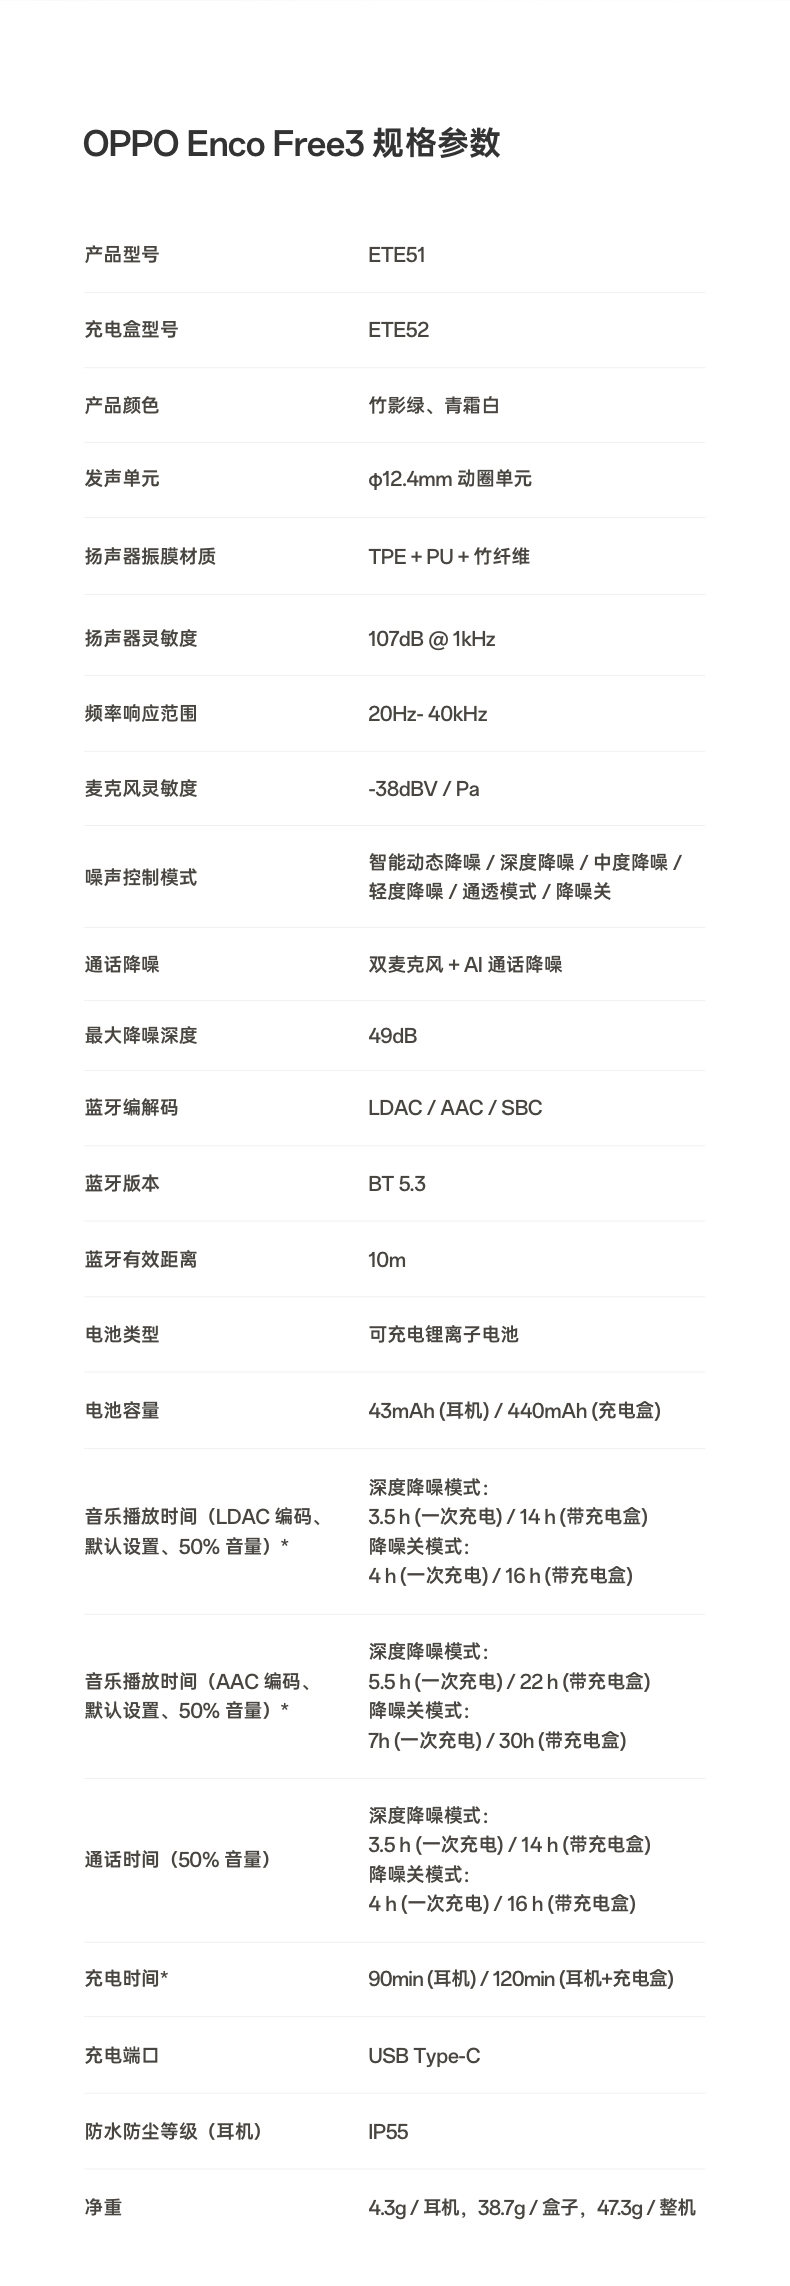 OPPO Enco Free3 规格参数
产品型号 ETE51
充电盒型号 ETE52
产品颜色 竹影绿、青霜白
发声单元 φ12.4mm 动圈单元
扬声器振膜材质 TPE + PU + 竹纤维
扬声器灵敏度 107dB @ 1kHz
频率响应范围 20Hz- 40kHz
麦克风灵敏度 -38dBV / Pa
噪声控制模式
智能动态降噪 / 深度降噪 / 中度降噪 /
轻度降噪 / 通透模式 / 降噪关
通话降噪 双麦克风 + AI 通话降噪
最大降噪深度 49dB
蓝牙编解码 LDAC / AAC / SBC
蓝牙版本 BT 5.3
蓝牙有效距离 10m
电池类型 可充电锂离子电池
电池容量 43mAh (耳机) / 440mAh (充电盒)
音乐播放时间（LDAC 编码、
默认设置、50% 音量）*
深度降噪模式：
3.5 h (一次充电) / 14 h (带充电盒)
降噪关模式：
4 h (一次充电) / 16 h (带充电盒)
音乐播放时间（AAC 编码、
默认设置、50% 音量）*
深度降噪模式：
5.5 h (一次充电) / 22 h (带充电盒)
降噪关模式：
7h (一次充电) / 30h (带充电盒)
通话时间（50% 音量）
深度降噪模式：
3.5 h (一次充电) / 14 h (带充电盒)
降噪关模式：
4 h (一次充电) / 16 h (带充电盒)
充电时间* 90min (耳机) / 120min (耳机+充电盒)
充电端口 USB Type-C
防水防尘等级（耳机） IP55
净重 4.3g / 耳机，38.7g / 盒子，47.3g / 整机